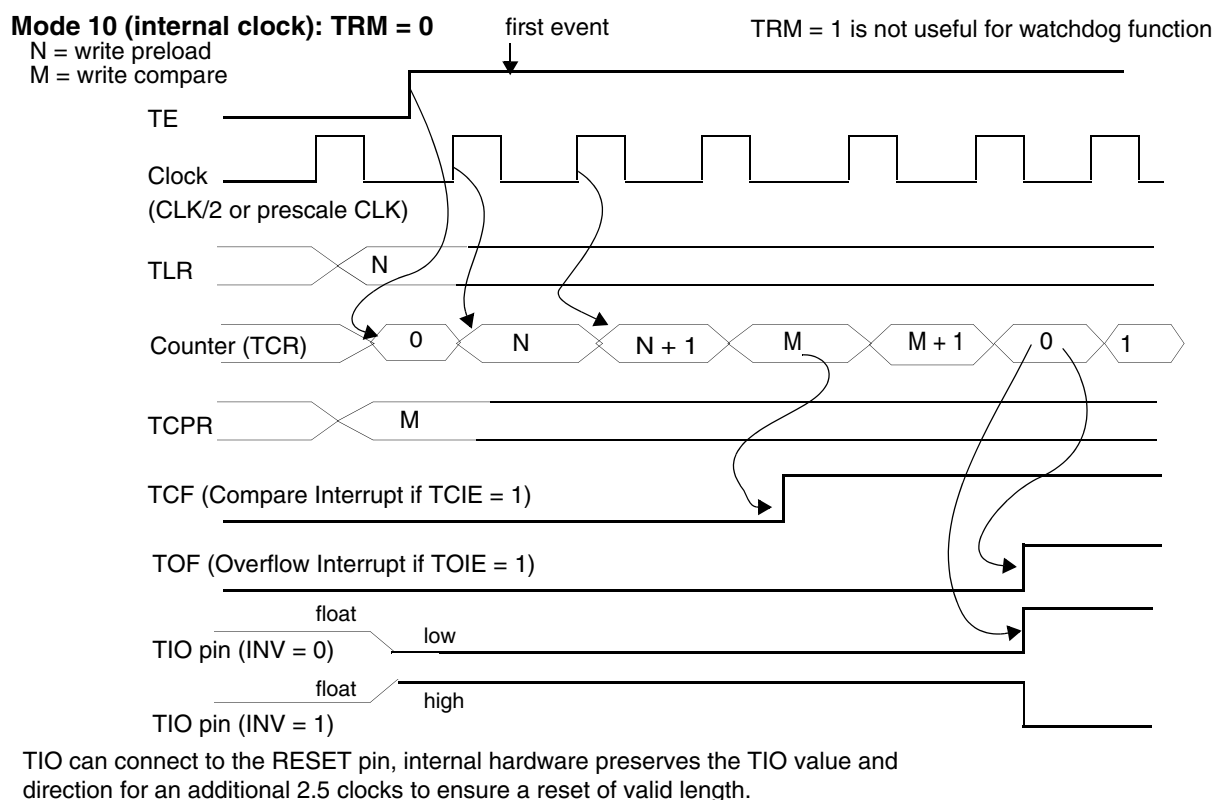 Mode 10 (internal clock): TRM = 0
first event
TRM = 1 is not useful for watchdog function
N = write preload
M = write compare
TE
Clock
(CLK/2 or prescale CLK)
TLR
N
Counter (TCR)
0
N
N + 1
M
M + 1
0
1
TCPR
M
TCF (Compare Interrupt if TCIE = 1)
TOF (Overflow Interrupt if TOIE = 1)
float
low
TIO pin (INV = 0)
float
high
TIO pin (INV = 1)
TIO can connect to the RESET pin, internal hardware preserves the TIO value and
direction for an additional 2.5 clocks to ensure a reset of valid length.